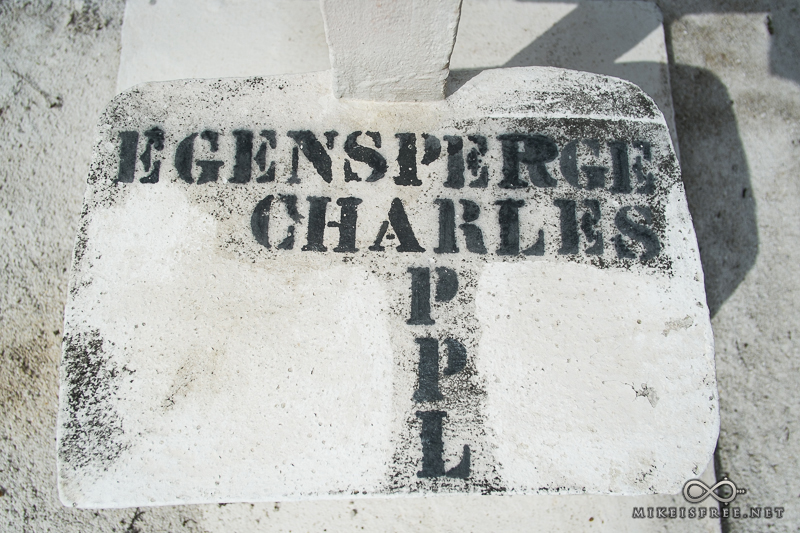 EGENSPERGE
CHARLES
P
P
L
MIKEISFREE.NET